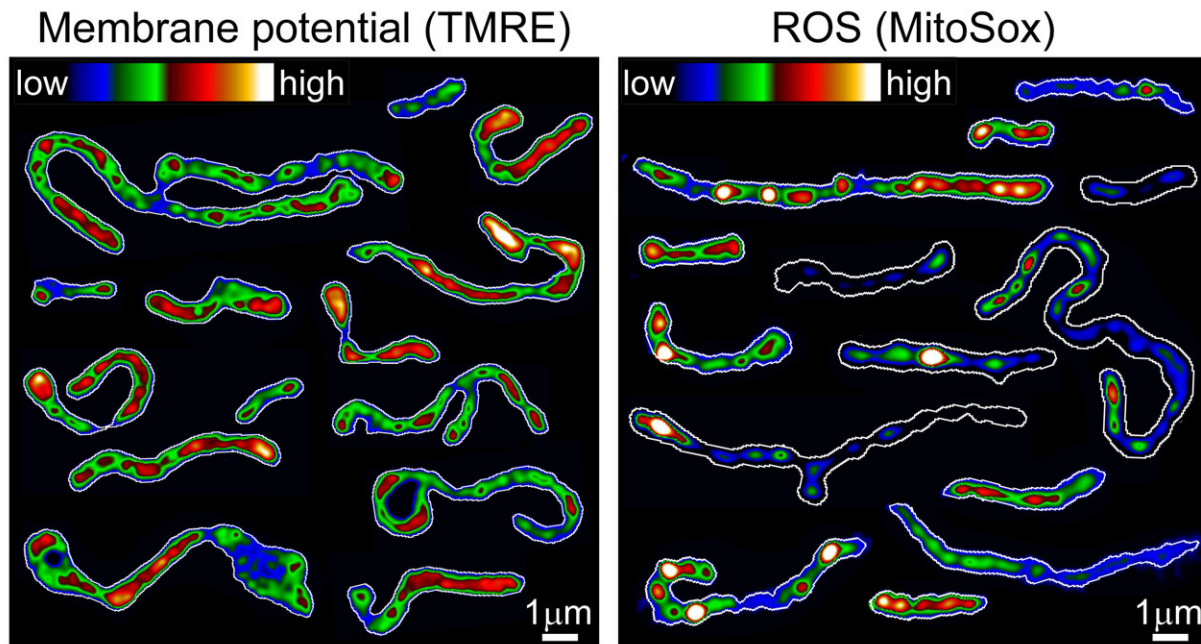 Membrane potential (TMRE)
low high
1μm
ROS (MitoSox)
low high
1μm